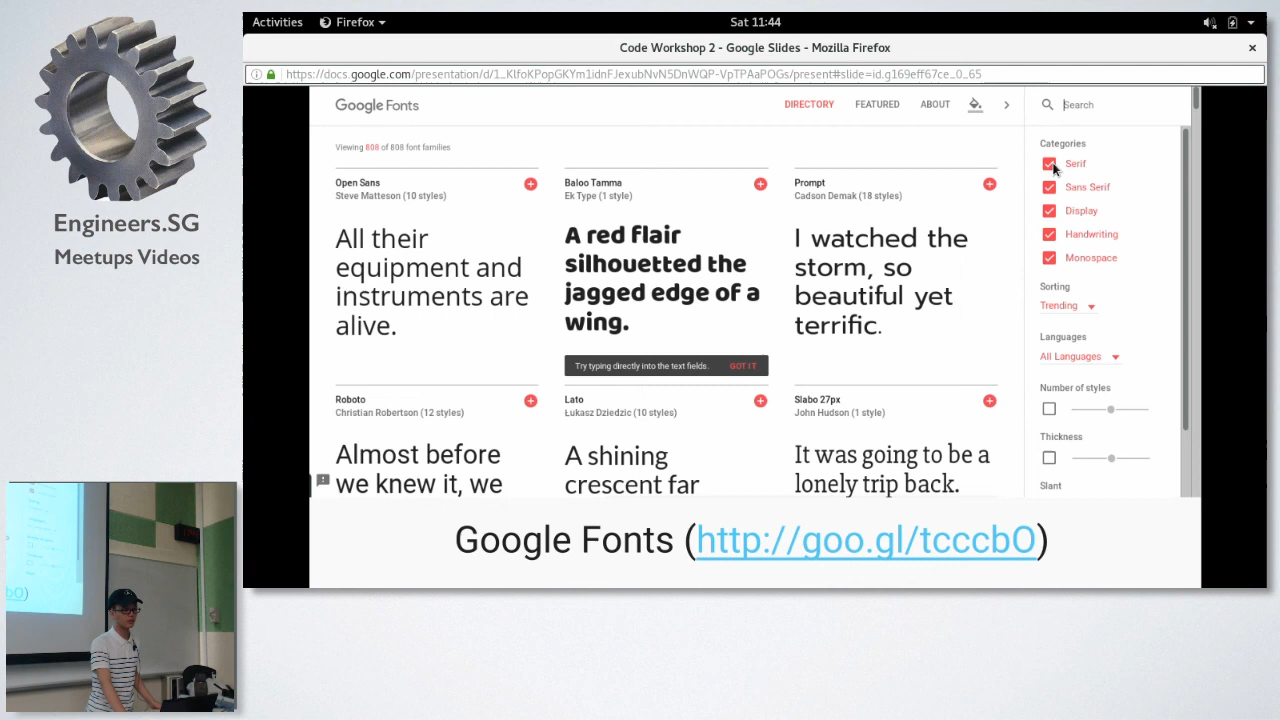 Activities
Firefox
Sat 11:44
Code Workshop 2 - Google Slides - Mozilla Firefox
https://docs.google.com/presentation/d/1_KlfoKPopGKYm1idnFJexubNvN5DnWQP-VpTPAaPOGs/present#slide=id.g169eff67ce_0_65
Engineers.SG
Meetups Videos
Google Fonts
DIRECTORY
FEATURED
ABOUT
Search
Viewing 808 of 808 font families
Open Sans
Steve Matteson (10 styles)
All their
equipment and
instruments are
alive.
Baloo Tamma
Ek Type (1 style)
A red flair
silhouetted the
jagged edge of a
wing.
Try typing directly into the text fields. GOT IT
Prompt
Cadson Demak (18 styles)
I watched the
storm, so
beautiful yet
terrific.
Roboto
Christian Robertson (12 styles)
Almost before
we knew it, we
Lato
Łukasz Dziedzic (10 styles)
A shining
crescent far
Slabo 27px
John Hudson (1 style)
It was going to be a
lonely trip back.
Categories
Serif
Sans Serif
Display
Handwriting
Monospace
Sorting
Trending
Languages
All Languages
Number of styles
Thickness
Slant
Google Fonts (http://goo.gl/tcccbO)
bO)